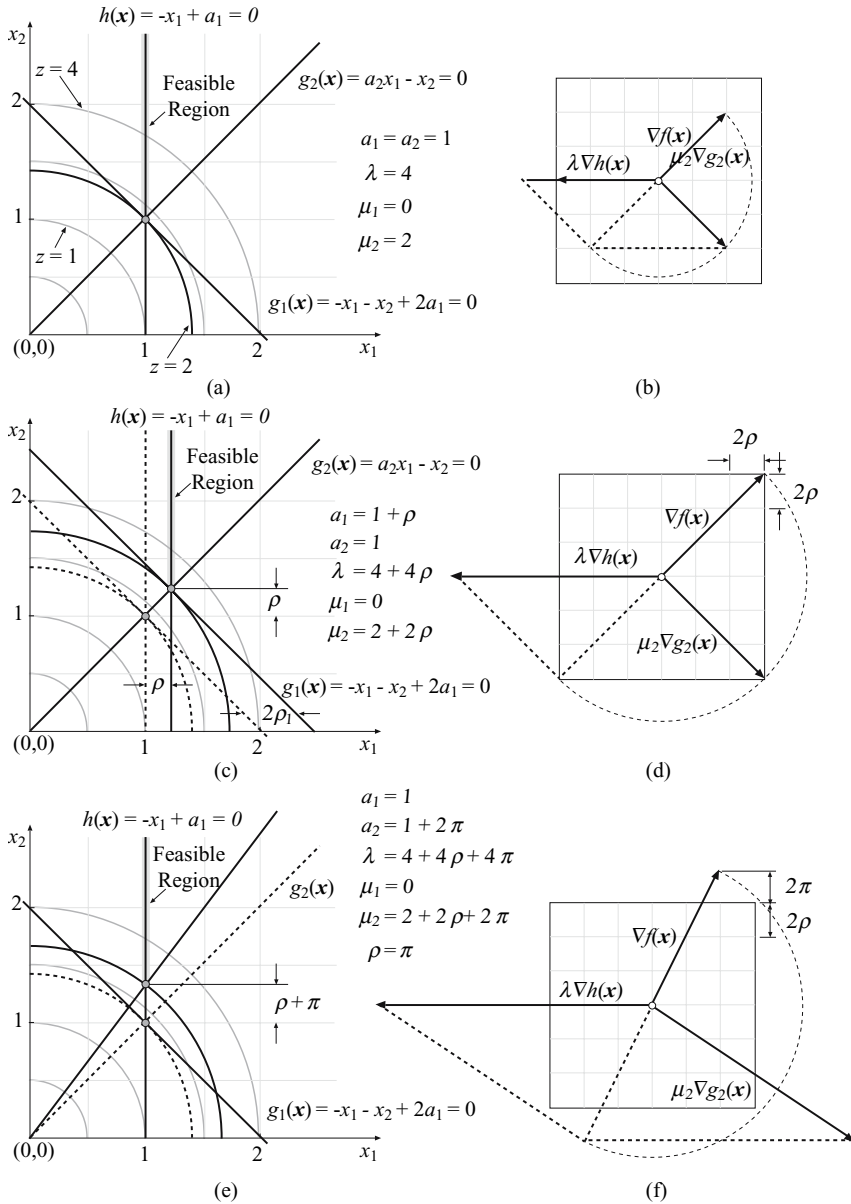 h(x) = -x₁ + a₁ = 0
x₂
z = 4
Feasible
Region
g₂(x) = a₂x₁ - x₂ = 0
2
a₁ = a₂ = 1
λ = 4
μ₁ = 0
μ₂ = 2
1
z = 1
g₁(x) = -x₁ - x₂ + 2a₁ = 0
(0,0)
1
2
x₁
z = 2
(a)
∇f(x)
μ₂∇g₂(x)
λ∇h(x)
(b)
h(x) = -x₁ + a₁ = 0
x₂
Feasible
Region
g₂(x) = a₂x₁ - x₂ = 0
2
a₁ = 1 + ρ
a₂ = 1
λ = 4 + 4ρ
μ₁ = 0
μ₂ = 2 + 2ρ
ρ
1
ρ
g₁(x) = -x₁ - x₂ + 2a₁ = 0
2ρ₁
(0,0)
1
2
x₁
(c)
2ρ
2ρ
∇f(x)
λ∇h(x)
μ₂∇g₂(x)
(d)
h(x) = -x₁ + a₁ = 0
x₂
Feasible
Region
g₂(x)
2
a₁ = 1
a₂ = 1 + 2π
λ = 4 + 4ρ + 4π
μ₁ = 0
μ₂ = 2 + 2ρ + 2π
ρ = π
ρ + π
1
g₁(x) = -x₁ - x₂ + 2a₁ = 0
(0,0)
1
2
x₁
(e)
2π
2ρ
∇f(x)
λ∇h(x)
μ₂∇g₂(x)
(f)